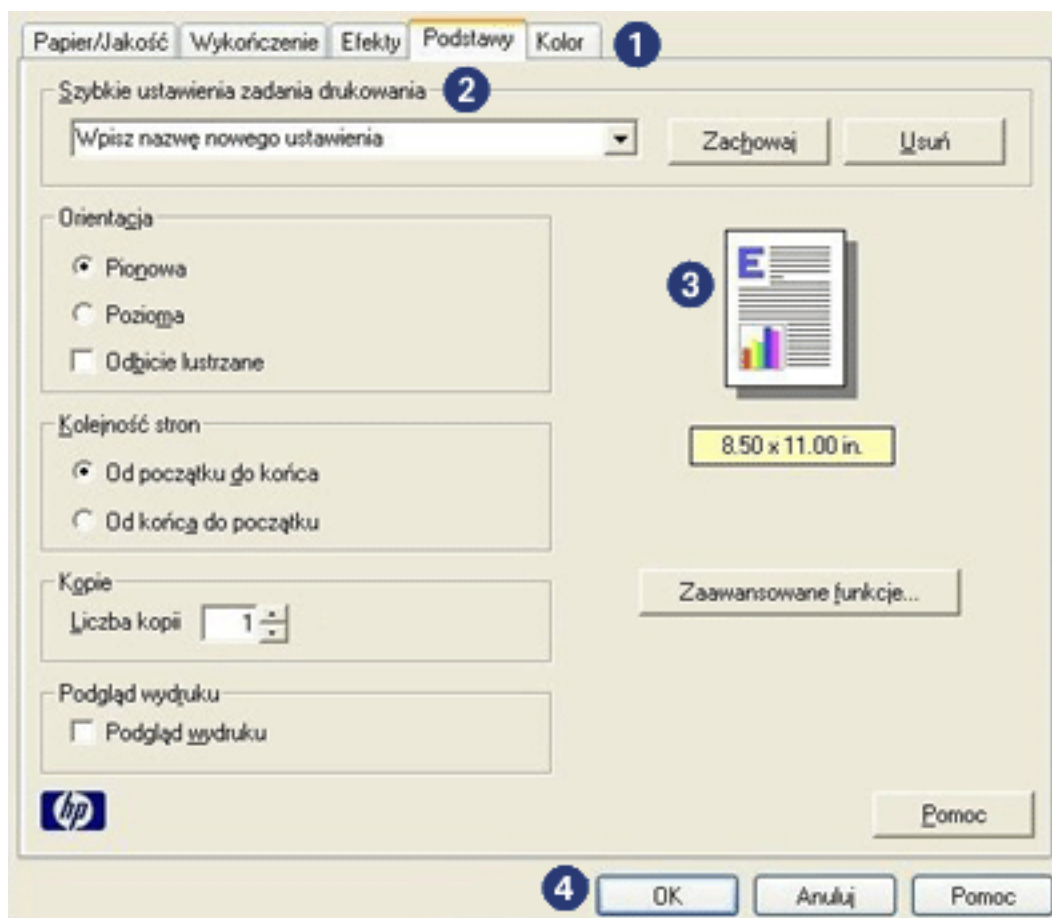 Papier/Jakość Wykończenie Efekty Podstawy Kolor 1
Szybkie ustawienia zadania drukowania 2
Wpisz nazwę nowego ustawienia Zachowaj Usuń
Orientacja
Pionowa
E
3
Pozioma
Odbicie lustrzane
Kolejność stron
8.50 x 11.00 in.
Od początku do końca
Od końca do początku
Kopie
Zaawansowane funkcje...
Liczba kopii 1
Podgląd wydruku
Podgląd wydruku
hp
Pomoc
4 OK Anuluj Pomoc